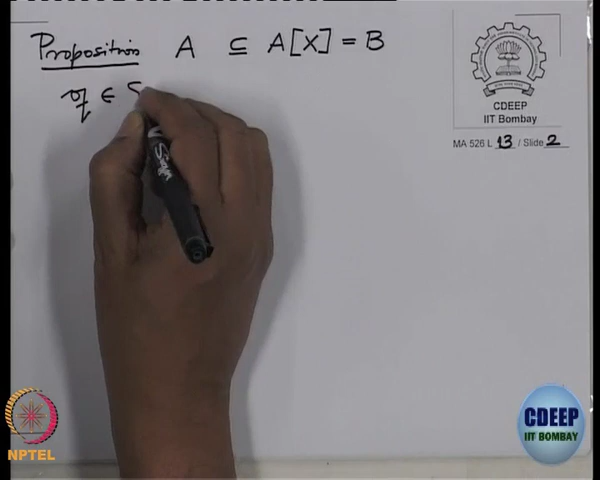 Proposition A ⊆ A[X] = B
𝔮 ∈ S
CDEEP
IIT Bombay
MA 526 L 13 / Slide 2
NPTEL
CDEEP
IIT BOMBAY